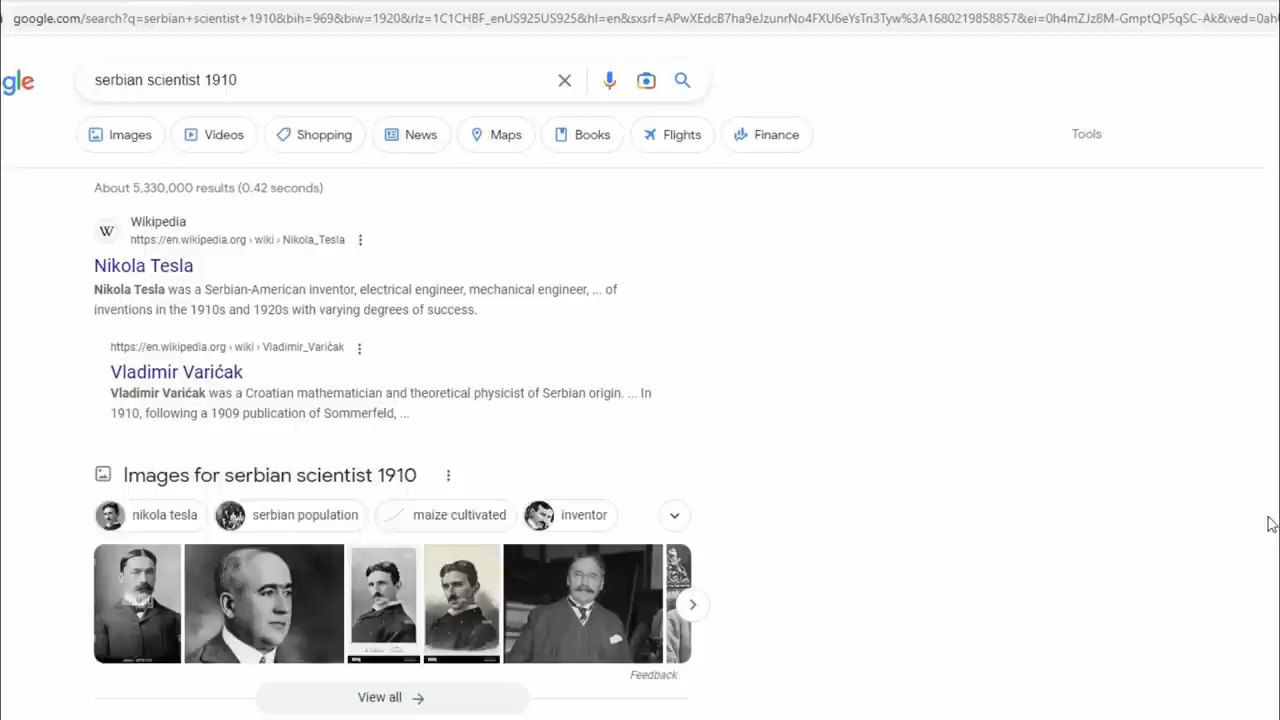 google.com/search?q=serbian+scientist+1910&bih=969&biw=1920&rlz=1C1CHBF_enUS925US925&hl=en&sxsrf=APwXEdcB7ha9eJzunrNo4FXU6eYsTn3Tyw%3A1680219858857&ei=0h4mZJz8M-GmptQP5qSC-Ak&ved=0ah
gle
serbian scientist 1910
Images Videos Shopping News Maps Books Flights Finance Tools
About 5,330,000 results (0.42 seconds)
W Wikipedia
https://en.wikipedia.org › wiki › Nikola_Tesla
Nikola Tesla
Nikola Tesla was a Serbian-American inventor, electrical engineer, mechanical engineer, ... of
inventions in the 1910s and 1920s with varying degrees of success.
https://en.wikipedia.org › wiki › Vladimir_Varićak
Vladimir Varićak
Vladimir Varićak was a Croatian mathematician and theoretical physicist of Serbian origin. ... In
1910, following a 1909 publication of Sommerfeld, ...
Images for serbian scientist 1910
nikola tesla serbian population maize cultivated inventor
Feedback
View all